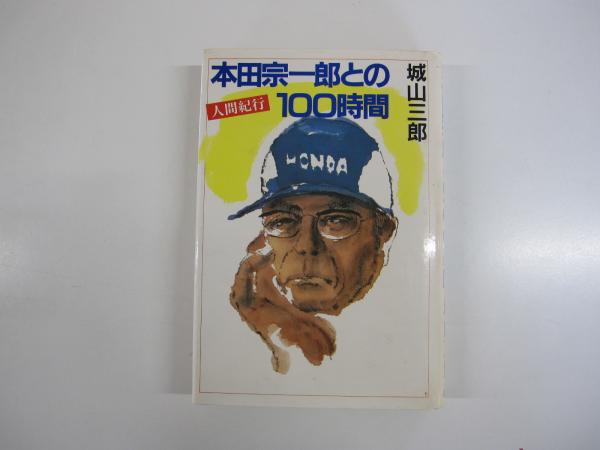 本田宗一郎との
100時間
人間紀行
城山三郎
HONDA